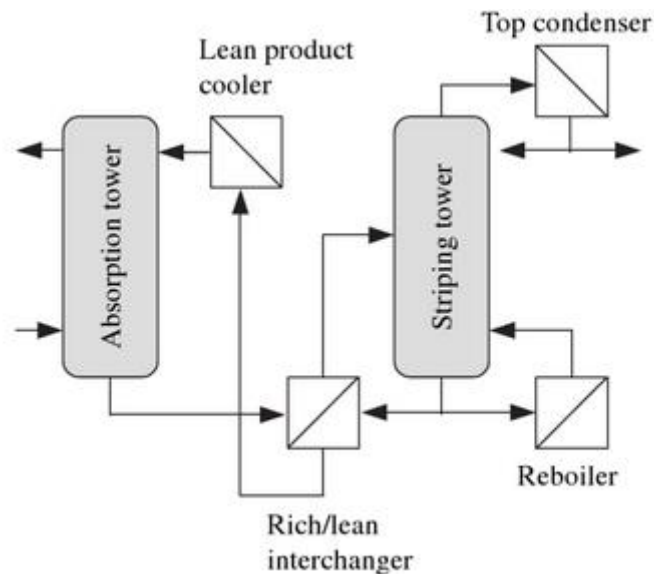 Top condenser
Lean product
cooler
Absorption tower
Striping tower
Reboiler
Rich/lean
interchanger